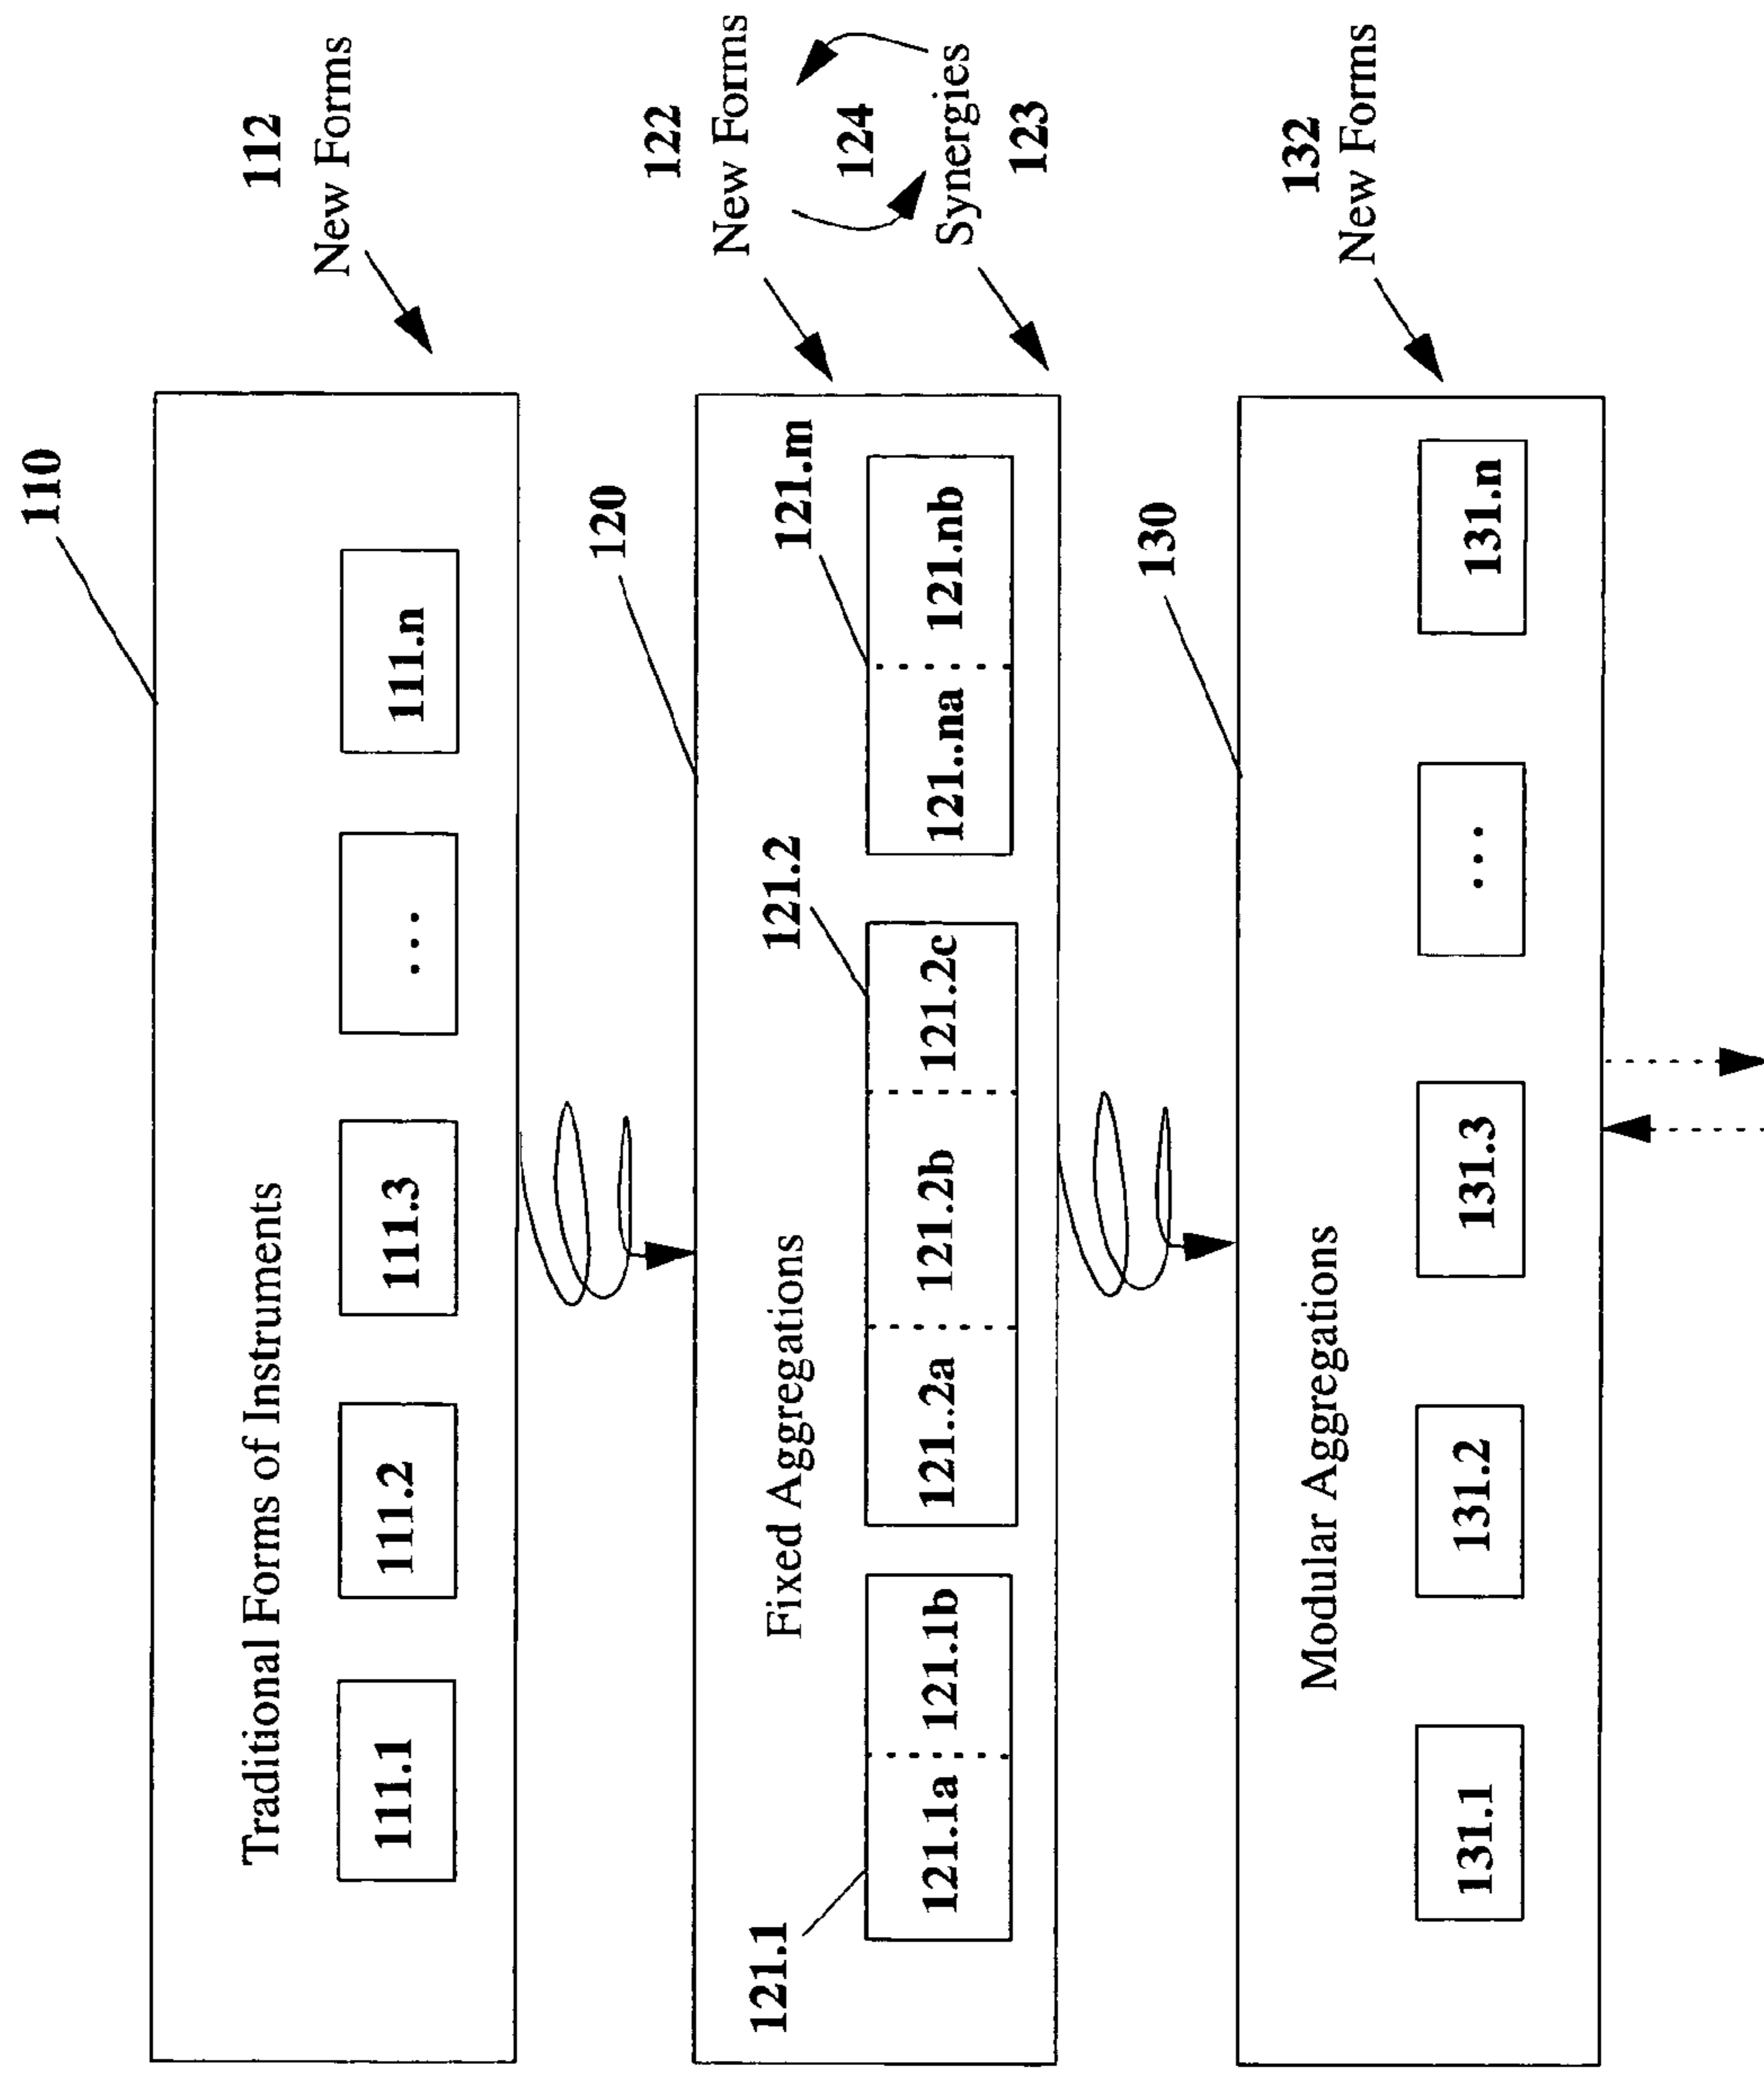 110
112
Traditional Forms of Instruments
New Forms
111.1
111.2
111.3
...
111.n
120
122
New Forms
121.1
Fixed Aggregations
121.2
121.m
124
121.1a
121.1b
121..2a
121.2b
121.2c
121..na
121.nb
Synergies
123
130
132
Modular Aggregations
New Forms
131.1
131.2
131.3
...
131.n